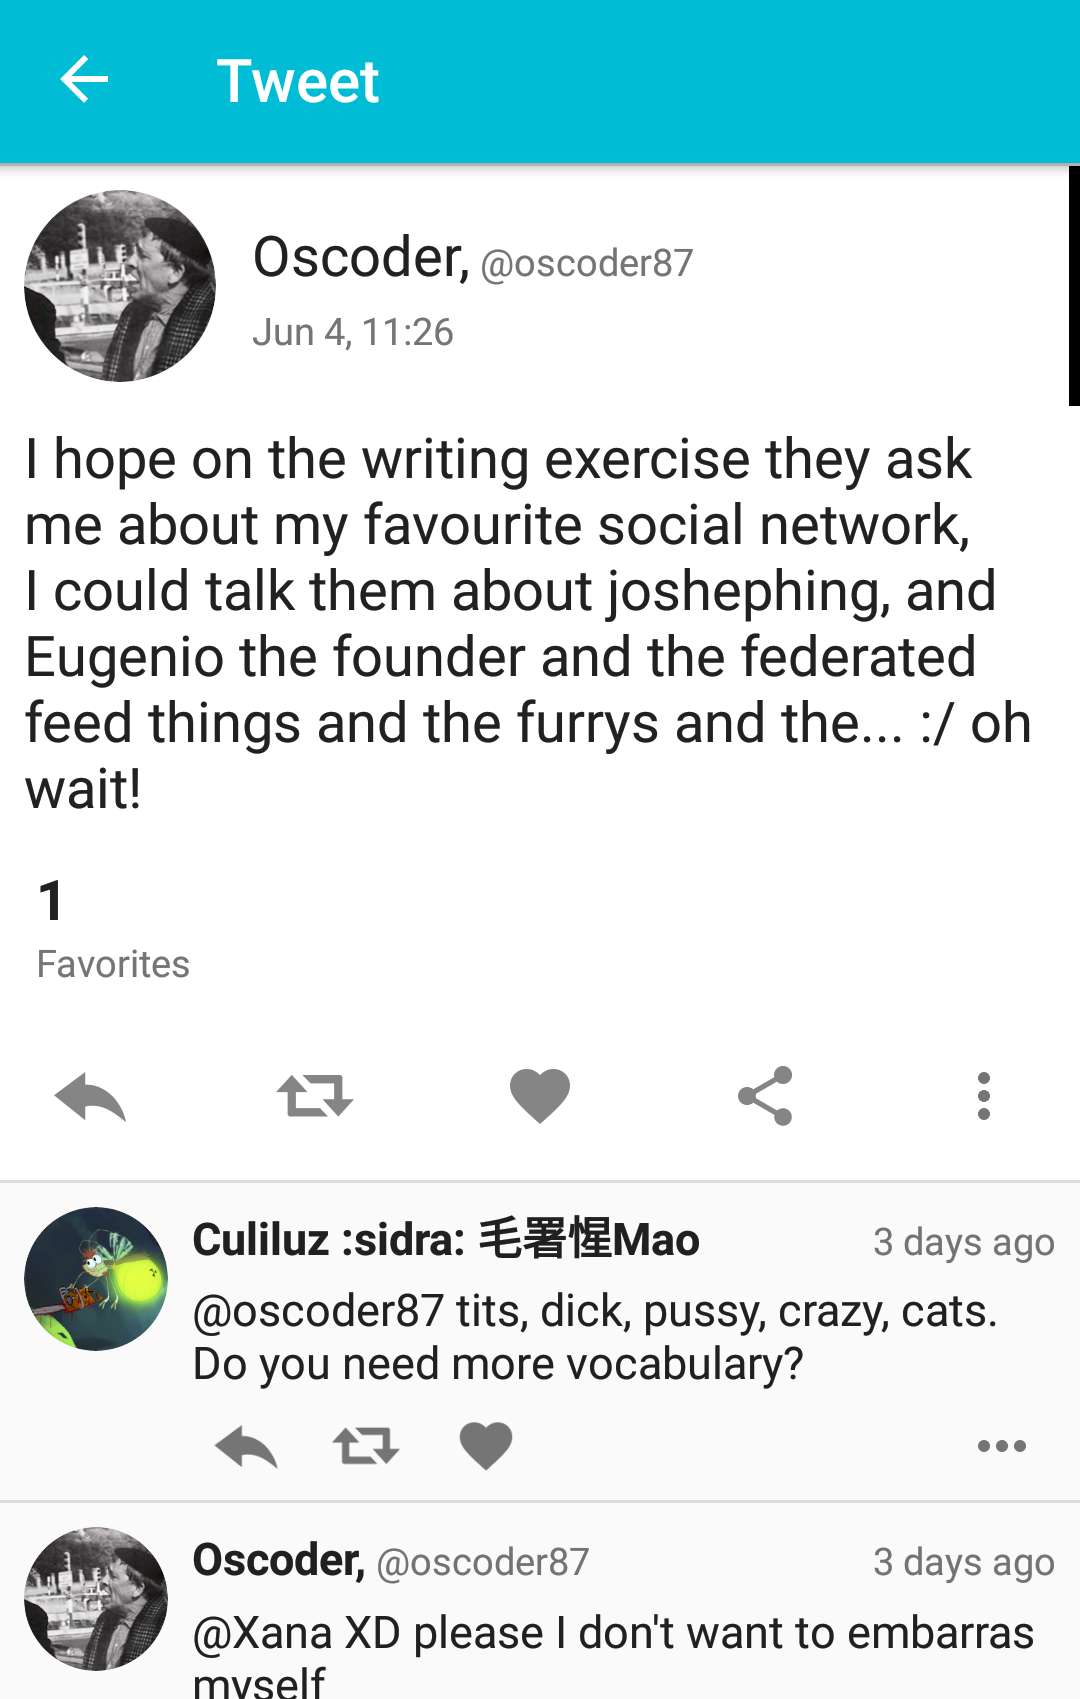 Tweet
Oscoder, @oscoder87
Jun 4, 11:26
I hope on the writing exercise they ask
me about my favourite social network,
I could talk them about joshephing, and
Eugenio the founder and the federated
feed things and the furrys and the... :/ oh
wait!
1
Favorites
Culiluz :sidra: 毛署惺Mao 3 days ago
@oscoder87 tits, dick, pussy, crazy, cats.
Do you need more vocabulary?
Oscoder, @oscoder87 3 days ago
@Xana XD please I don't want to embarras
myself